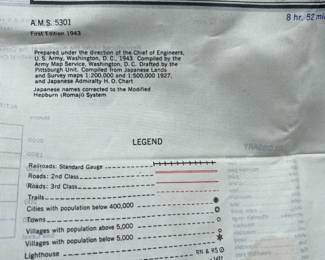 A.M.S. 5301
8 hr. 52 mi
First Edition 1943
Prepared under the direction of the Chief of Engineers,
U. S. Army, Washington, D. C., 1943. Compiled by the
Army Map Service, Washington, D. C. Drafted by the
Pittsburgh Unit. Compiled from Japanese Land
and Survey maps 1:200,000 and 1:500,000 1927,
and Japanese Admiralty H. O. Chart
Japanese names corrected to the Modified
Hepburn (Romaji) System
LEGEND
Railroads: Standard Gauge
Roads: 2nd Class
Roads: 3rd Class
Trails
Cities with population below 400,000
Towns
Villages with population above 5,000
Villages with population below 5,000
Lighthouse